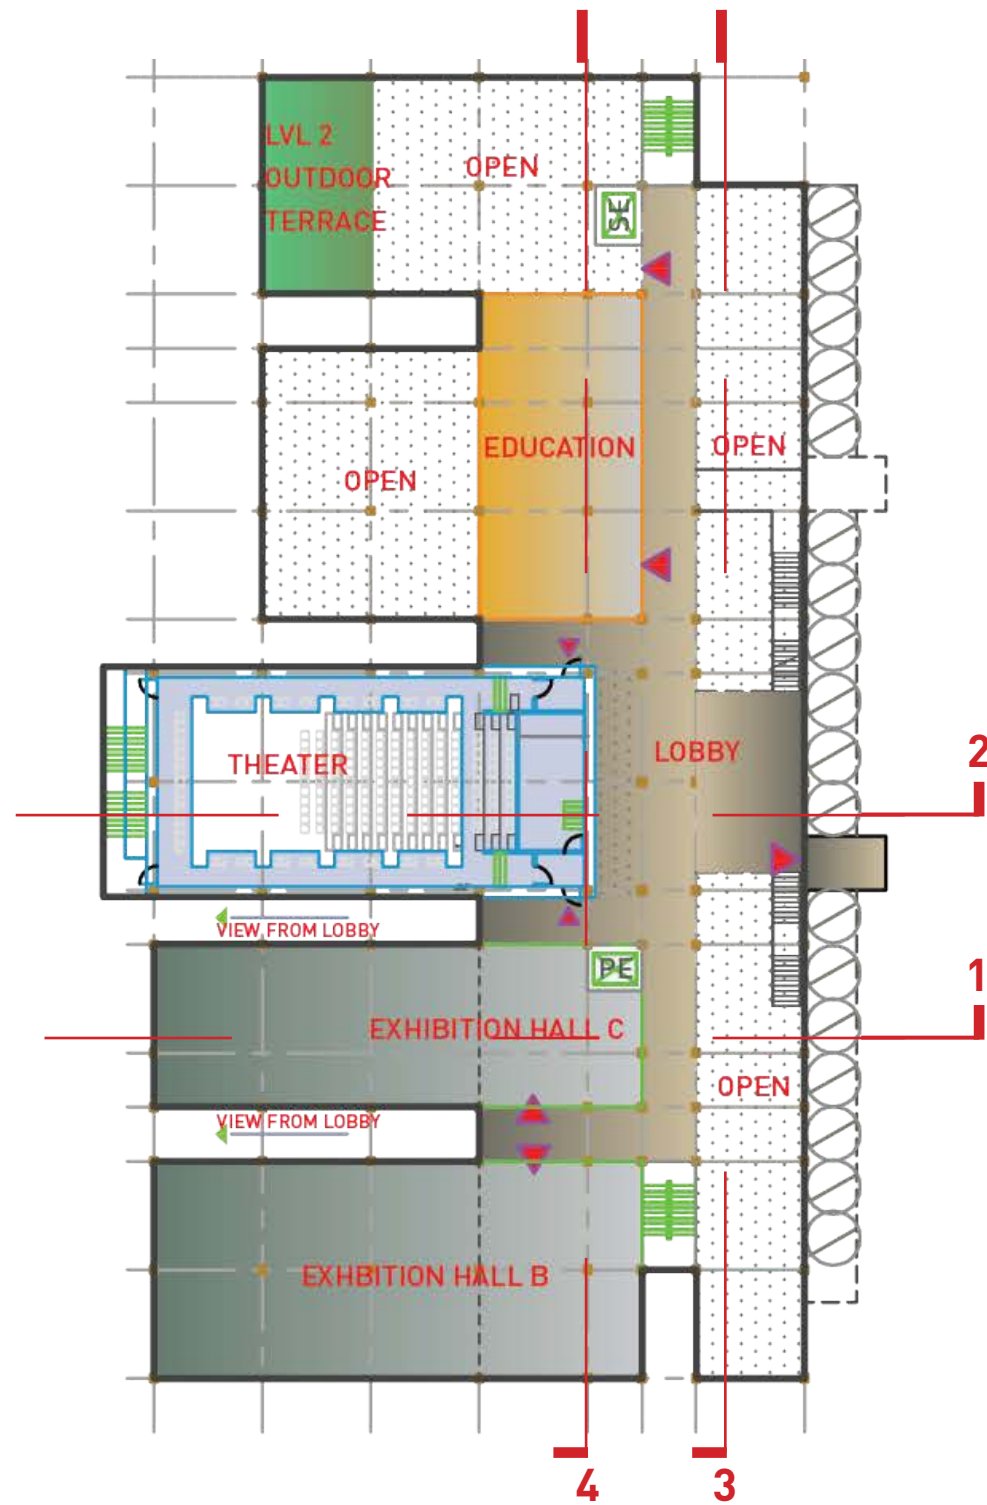 LVL 2
OUTDOOR
TERRACE
OPEN
SE
EDUCATION
OPEN
OPEN
THEATER
LOBBY
2
VIEW FROM LOBBY
PE
1
EXHIBITION HALL C
OPEN
VIEW FROM LOBBY
EXHBITION HALL B
4
3